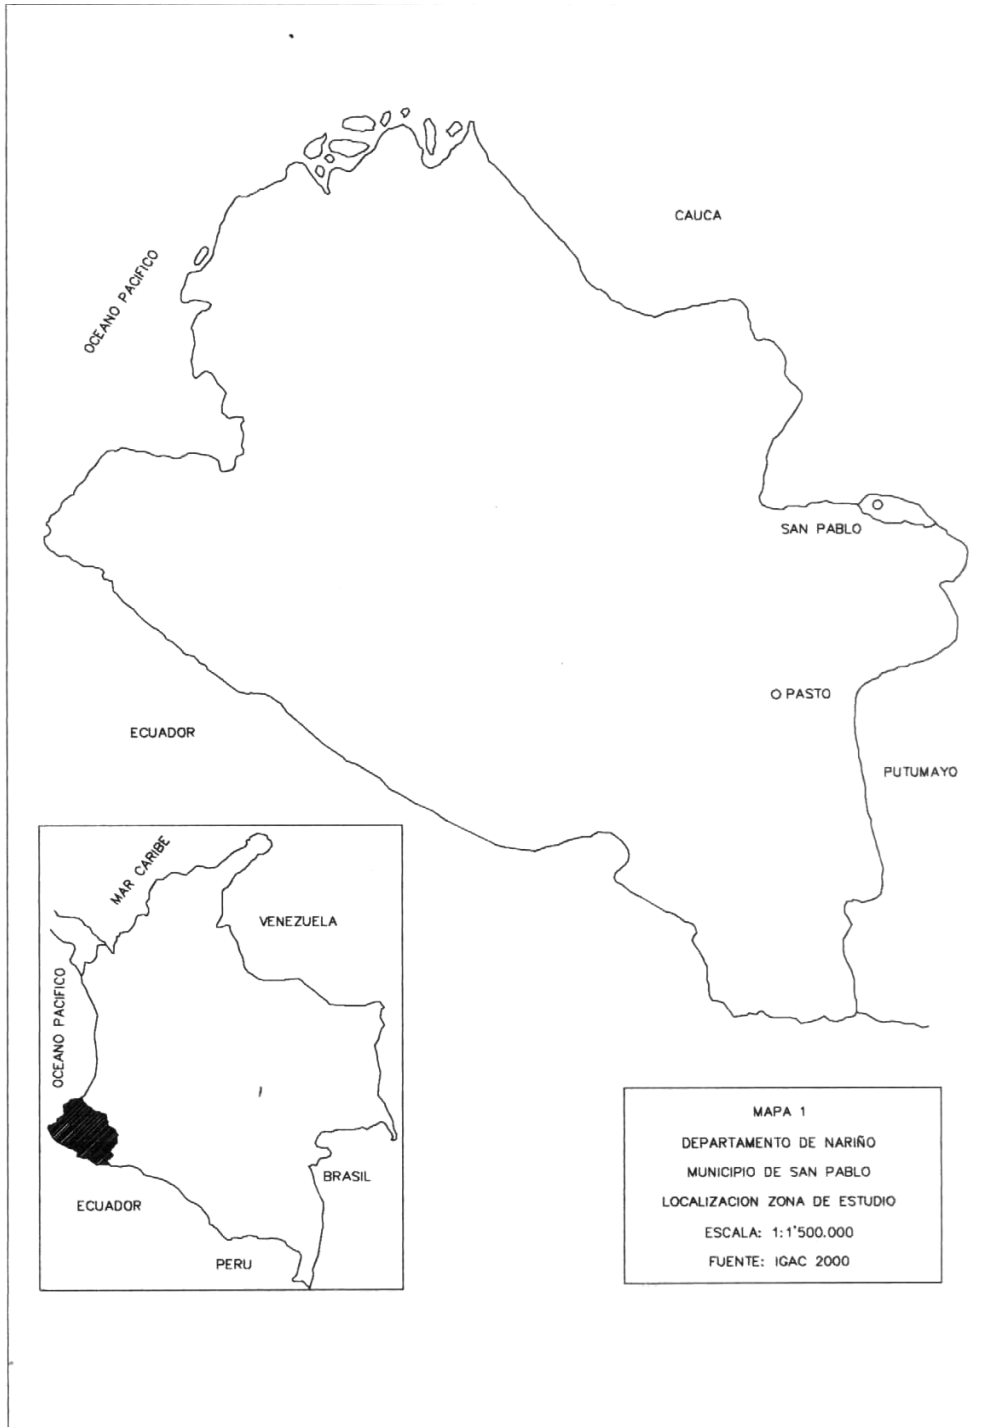 CAUCA
OCEANO PACIFICO
SAN PABLO
PASTO
ECUADOR
PUTUMAYO
MAR CARIBE
VENEZUELA
OCEANO PACIFICO
BRASIL
ECUADOR
PERU
MAPA 1
DEPARTAMENTO DE NARIÑO
MUNICIPIO DE SAN PABLO
LOCALIZACION ZONA DE ESTUDIO
ESCALA: 1:1'500.000
FUENTE: IGAC 2000